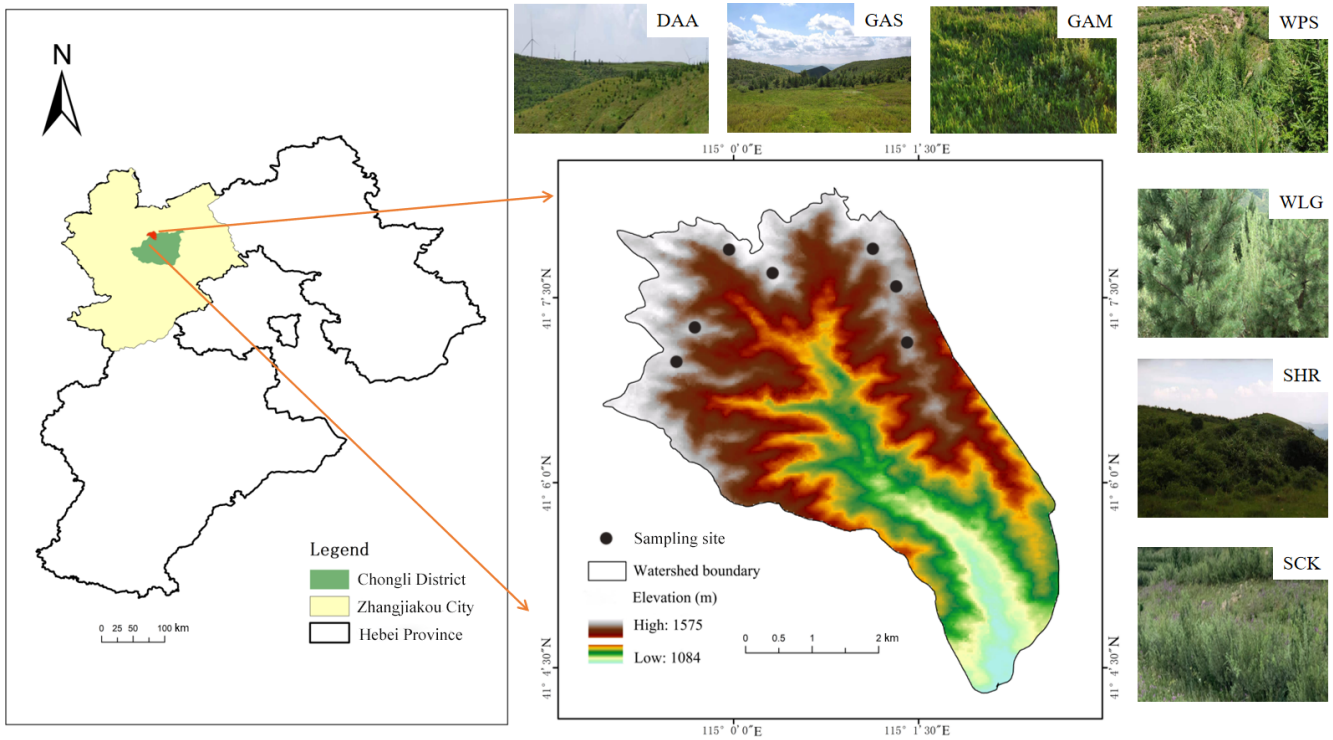 N
Legend
Chongli District
Zhangjiakou City
Hebei Province
0 25 50 100 km
DAA
GAS
GAM
WPS
WLG
SHR
SCK
115° 0′0″E
115° 1′30″E
41° 7′30″N
41° 7′30″N
41° 6′0″N
41° 6′0″N
41° 4′30″N
41° 4′30″N
Sampling site
Watershed boundary
Elevation (m)
High: 1575
Low: 1084
0 0.5 1 2 km
115° 0′0″E
115° 1′30″E